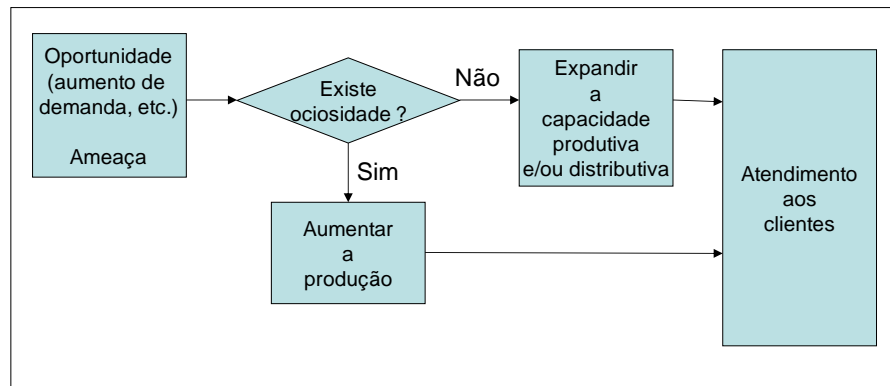 Oportunidade
(aumento de
demanda, etc.)
Ameaça
Existe
ociosidade ?
Não
Sim
Expandir
a
capacidade
produtiva
e/ou distributiva
Aumentar
a
produção
Atendimento
aos
clientes